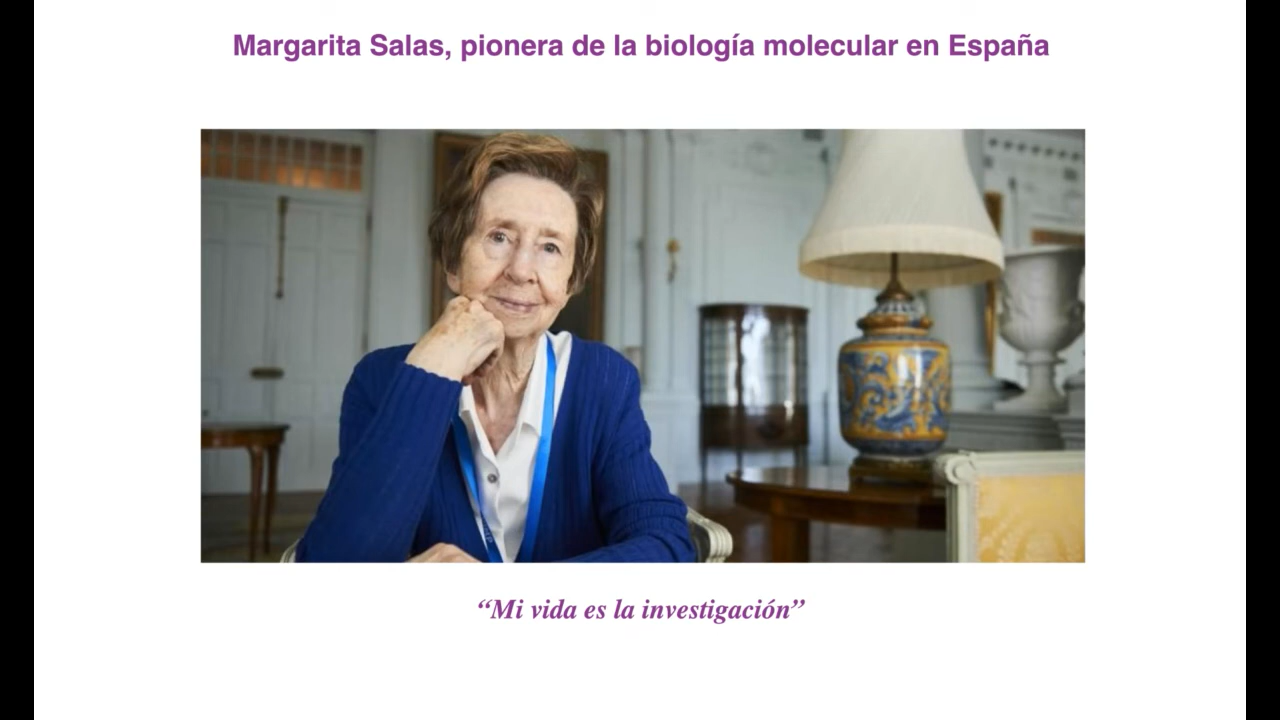 Margarita Salas, pionera de la biología molecular en España
“Mi vida es la investigación”